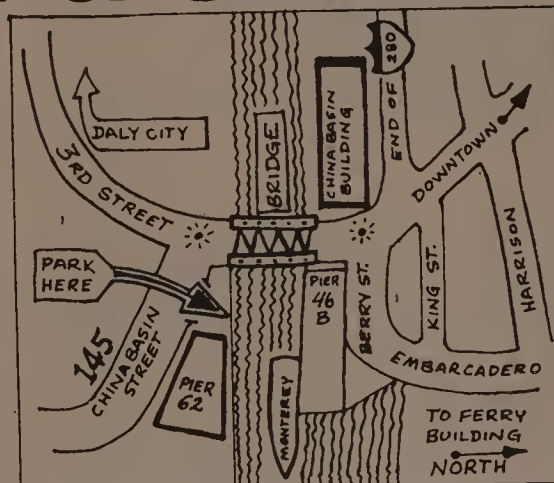 280
END OF
DALY CITY
BRIDGE
CHINA BASIN
BUILDING
DOWNTOWN
3RD STREET
PARK
HERE
PIER
46
B
BERRY ST.
KING ST.
HARRISON
145
CHINA BASIN
STREET
PIER
62
MONTEREY
EMBARCADERO
TO FERRY
BUILDING
NORTH